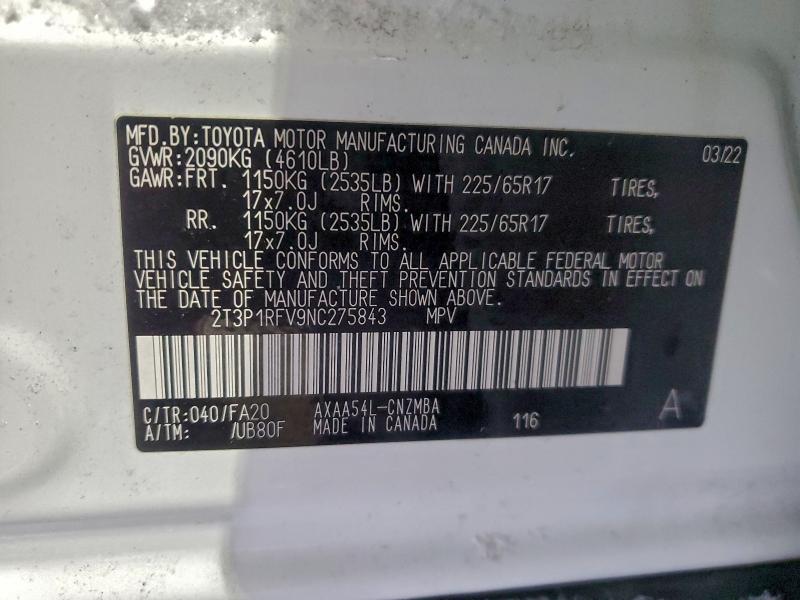 MFD.BY:TOYOTA MOTOR MANUFACTURING CANADA INC. 03/22
GVWR:2090KG (4610LB)
GAWR:FRT. 1150KG (2535LB) WITH 225/65R17 TIRES,
17x7.0J RIMS.
RR. 1150KG (2535LB) WITH 225/65R17 TIRES,
17x7.0J RIMS.
THIS VEHICLE CONFORMS TO ALL APPLICABLE FEDERAL MOTOR
VEHICLE SAFETY AND THEFT PREVENTION STANDARDS IN EFFECT ON
THE DATE OF MANUFACTURE SHOWN ABOVE.
2T3P1RFV9NC275843 MPV
C/TR:040/FA20 AXAA54L-CNZMBA A
A/TM: /UB80F MADE IN CANADA 116